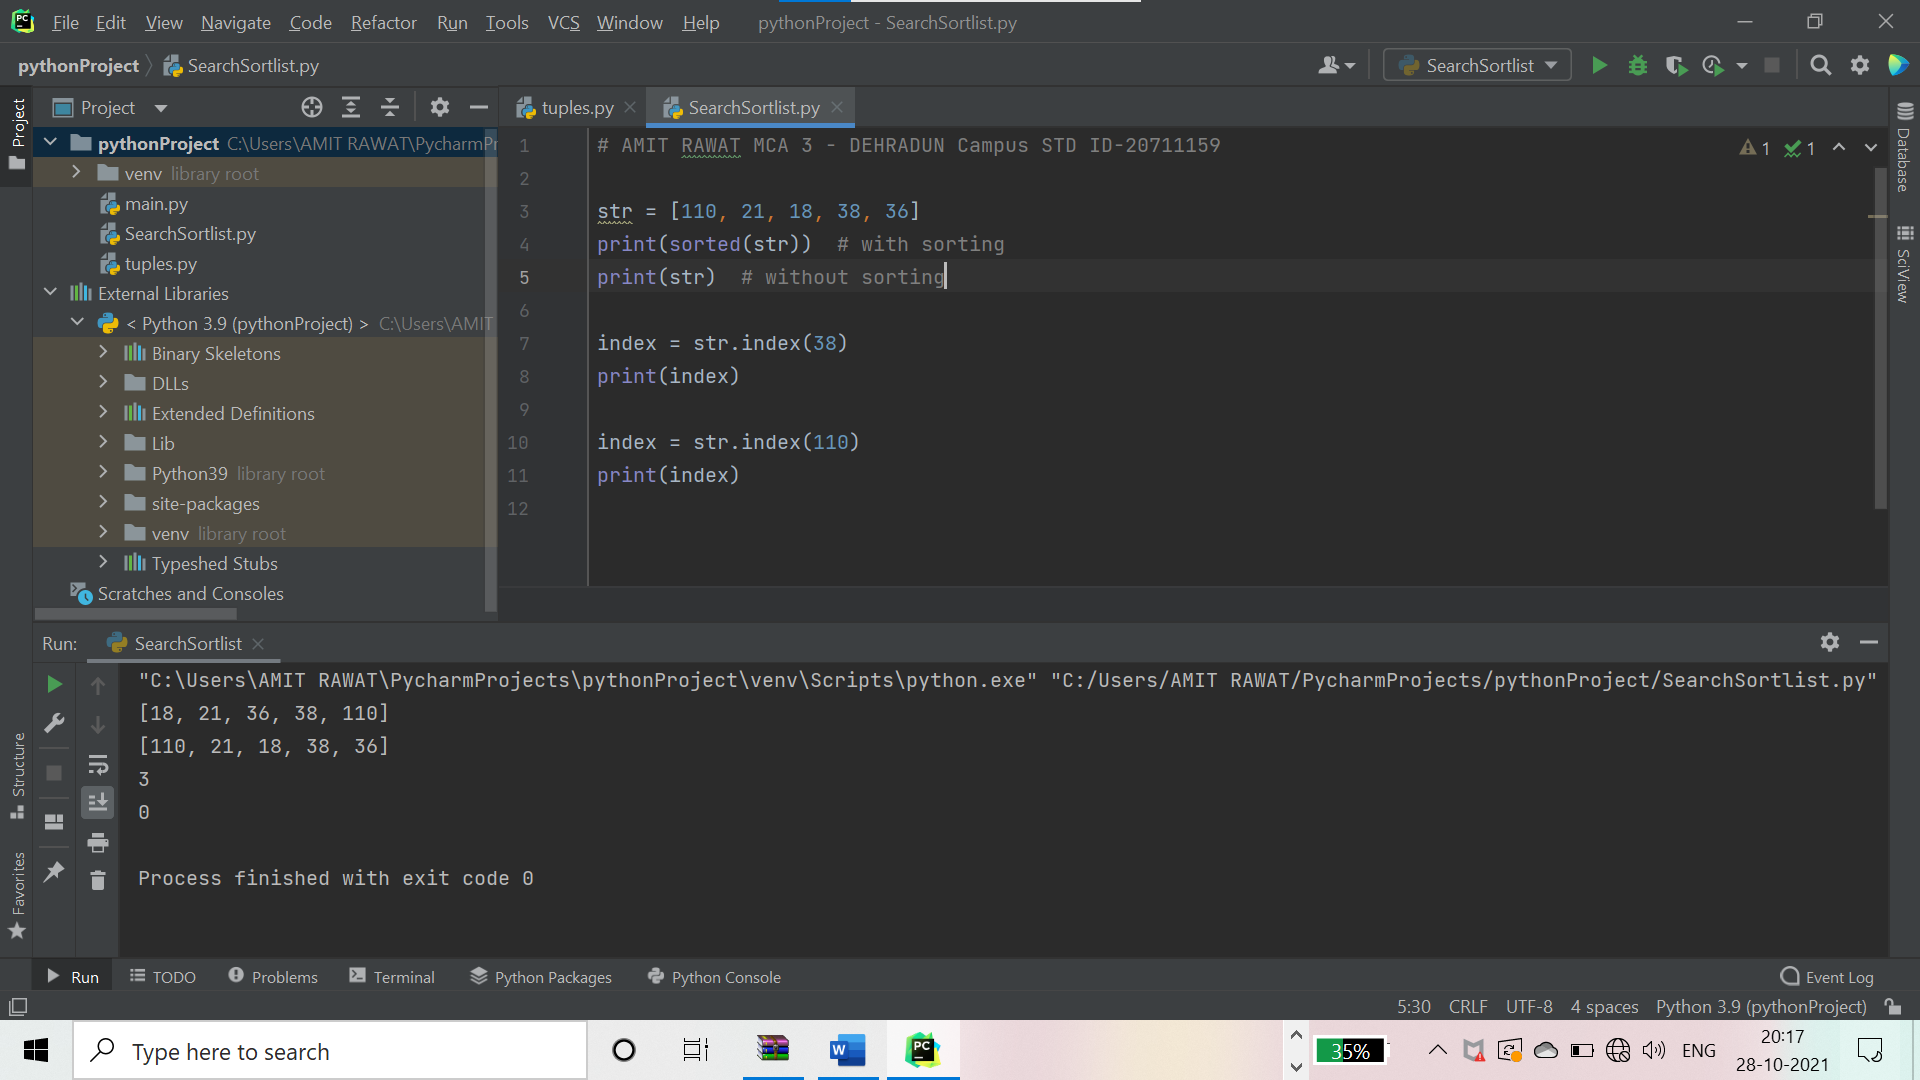 File Edit View Navigate Code Refactor Run Tools VCS Window Help pythonProject - SearchSortlist.py
pythonProject SearchSortlist.py SearchSortlist
Project Project tuples.py SearchSortlist.py
pythonProject C:\Users\AMIT RAWAT\PycharmPr
venv library root
main.py
SearchSortlist.py
tuples.py
External Libraries
< Python 3.9 (pythonProject) > C:\Users\AMIT
Binary Skeletons
DLLs
Extended Definitions
Lib
Python39 library root
site-packages
venv library root
Typeshed Stubs
Scratches and Consoles
1 # AMIT RAWAT MCA 3 - DEHRADUN Campus STD ID-20711159
2
3 str = [110, 21, 18, 38, 36]
4 print(sorted(str))  # with sorting
5 print(str)  # without sorting
6
7 index = str.index(38)
8 print(index)
9
10 index = str.index(110)
11 print(index)
12
1 1
Database
SciView
Run: SearchSortlist
"C:\Users\AMIT RAWAT\PycharmProjects\pythonProject\venv\Scripts\python.exe" "C:/Users/AMIT RAWAT/PycharmProjects/pythonProject/SearchSortlist.py"
[18, 21, 36, 38, 110]
[110, 21, 18, 38, 36]
3
0
Process finished with exit code 0
Structure
Favorites
Run TODO Problems Terminal Python Packages Python Console Event Log
5:30 CRLF UTF-8 4 spaces Python 3.9 (pythonProject)
Type here to search
W
PC
35%
ENG
20:17
28-10-2021